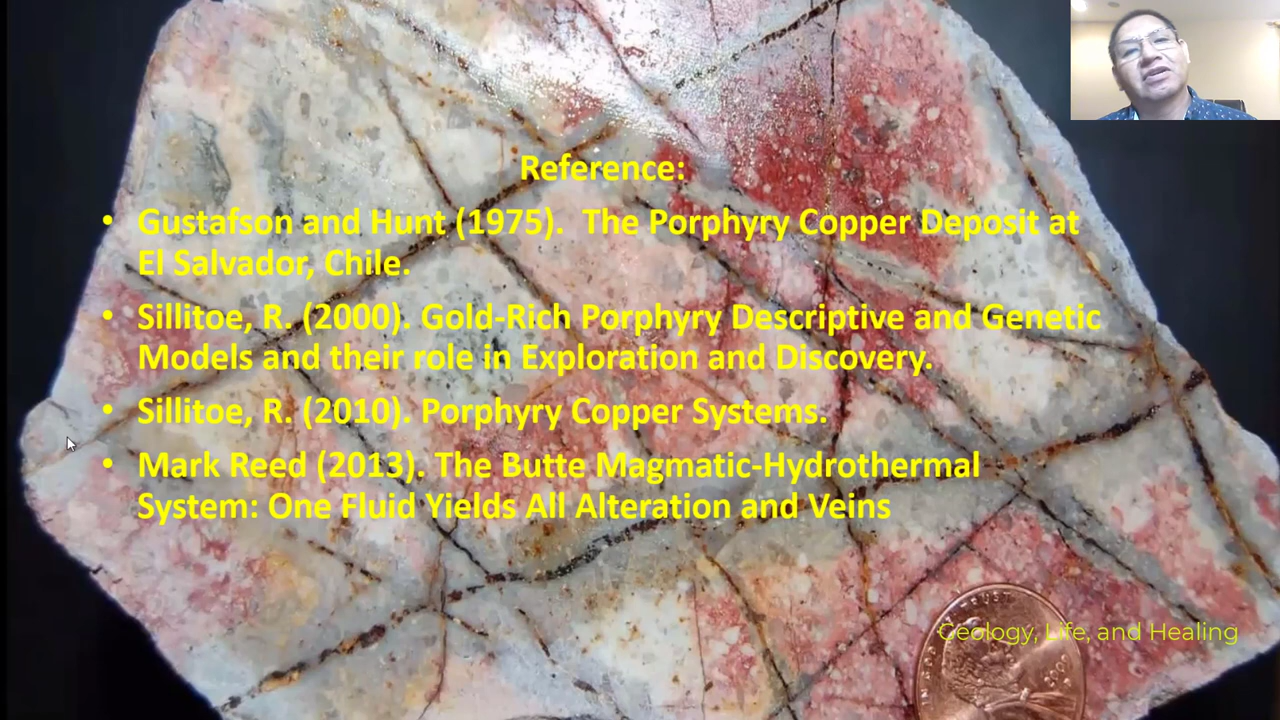 Reference:
• Gustafson and Hunt (1975).  The Porphyry Copper Deposit at
El Salvador, Chile.
• Sillitoe, R. (2000). Gold-Rich Porphyry Descriptive and Genetic
Models and their role in Exploration and Discovery.
• Sillitoe, R. (2010). Porphyry Copper Systems.
• Mark Reed (2013). The Butte Magmatic-Hydrothermal
System: One Fluid Yields All Alteration and Veins
Geology, Life, and Healing